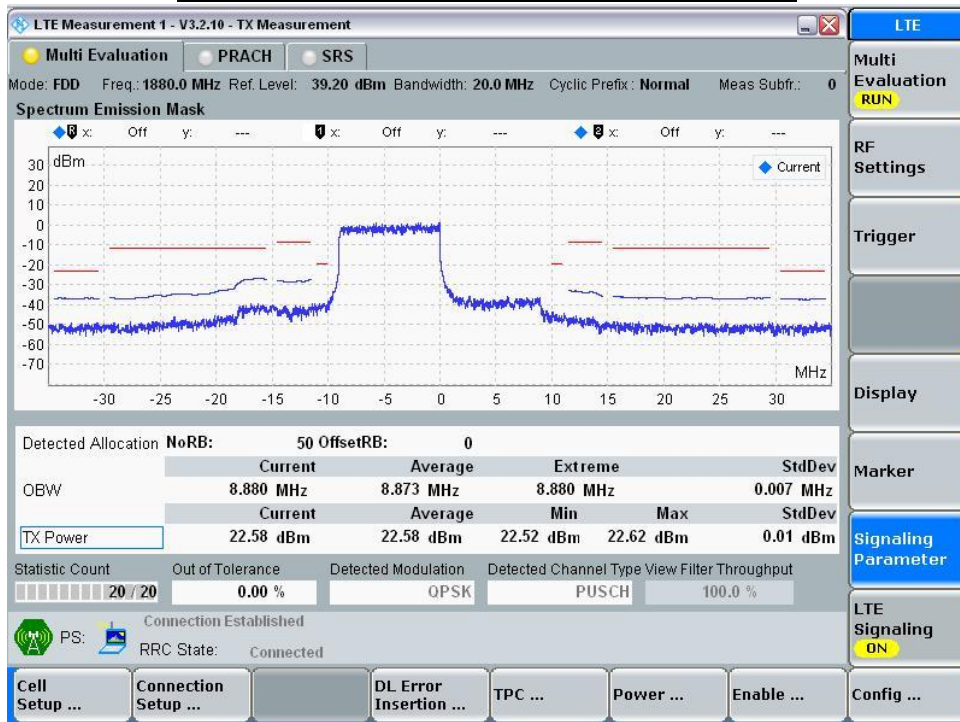 LTE Measurement 1 - V3.2.10 - TX Measurement
LTE
Multi Evaluation PRACH SRS
Mode: FDD Freq.: 1880.0 MHz Ref. Level: 39.20 dBm Bandwidth: 20.0 MHz Cyclic Prefix : Normal Meas Subfr.: 0
Spectrum Emission Mask
R x: Off y: --- 1 x: Off y: --- 2 x: Off y: ---
dBm
Current
30
20
10
0
-10
-20
-30
-40
-50
-60
-70
MHz
-30 -25 -20 -15 -10 -5 0 5 10 15 20 25 30
Detected Allocation NoRB: 50 OffsetRB: 0
Current Average Extreme StdDev
OBW 8.880 MHz 8.873 MHz 8.880 MHz 0.007 MHz
Current Average Min Max StdDev
TX Power 22.58 dBm 22.58 dBm 22.52 dBm 22.62 dBm 0.01 dBm
Statistic Count Out of Tolerance Detected Modulation Detected Channel Type View Filter Throughput
20 / 20 0.00 % QPSK PUSCH 100.0 %
PS: Connection Established
RRC State: Connected
Multi
Evaluation
RUN
RF
Settings
Trigger
Display
Marker
Signaling
Parameter
LTE
Signaling
ON
Cell
Setup ...
Connection
Setup ...
DL Error
Insertion ...
TPC ...
Power ...
Enable ...
Config ...